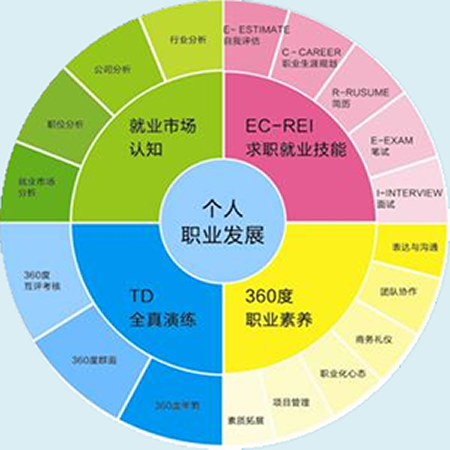 个人
职业发展
就业市场
认知
行业分析
公司分析
职位分析
就业市场
分析
EC-REI
求职就业技能
E- ESTIMATE
自我评估
C-CAREER
职业生涯规划
R-RUSUME
简历
E-EXAM
笔试
I-INTERVIEW
面试
360度
职业素养
表达与沟通
团队协作
商务礼仪
职业化心态
项目管理
素质拓展
TD
全真演练
360度
互评考核
360度群面
360度单面